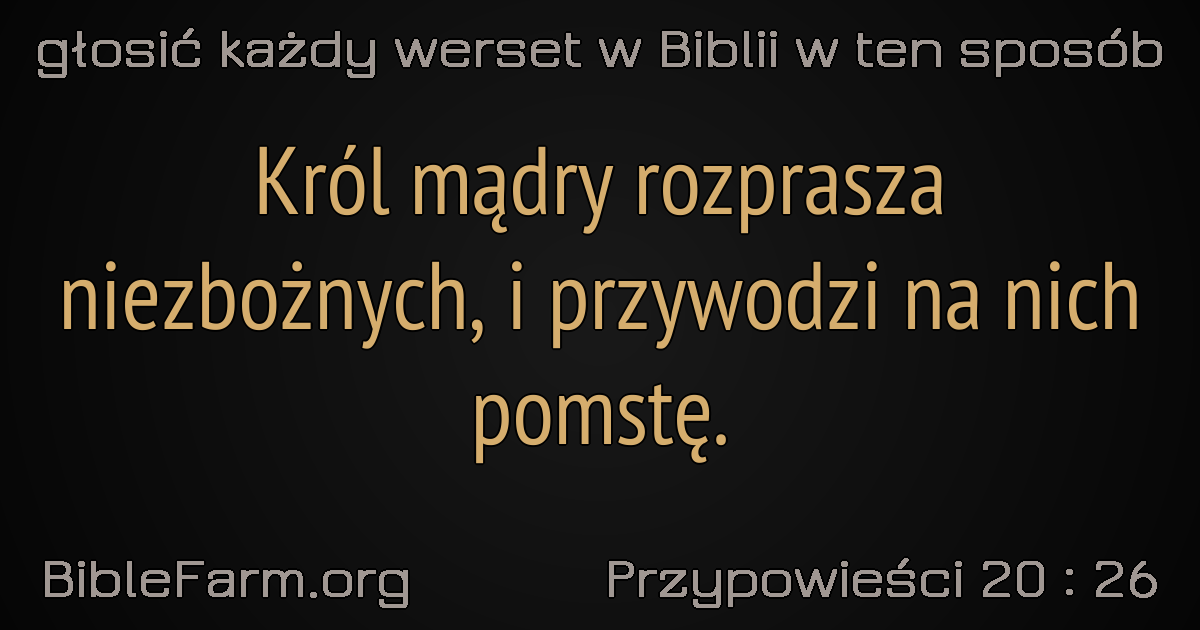 głosić każdy werset w Biblii w ten sposób
Król mądry rozprasza
niezbożnych, i przywodzi na nich
pomstę.
BibleFarm.org
Przypowieści 20 : 26